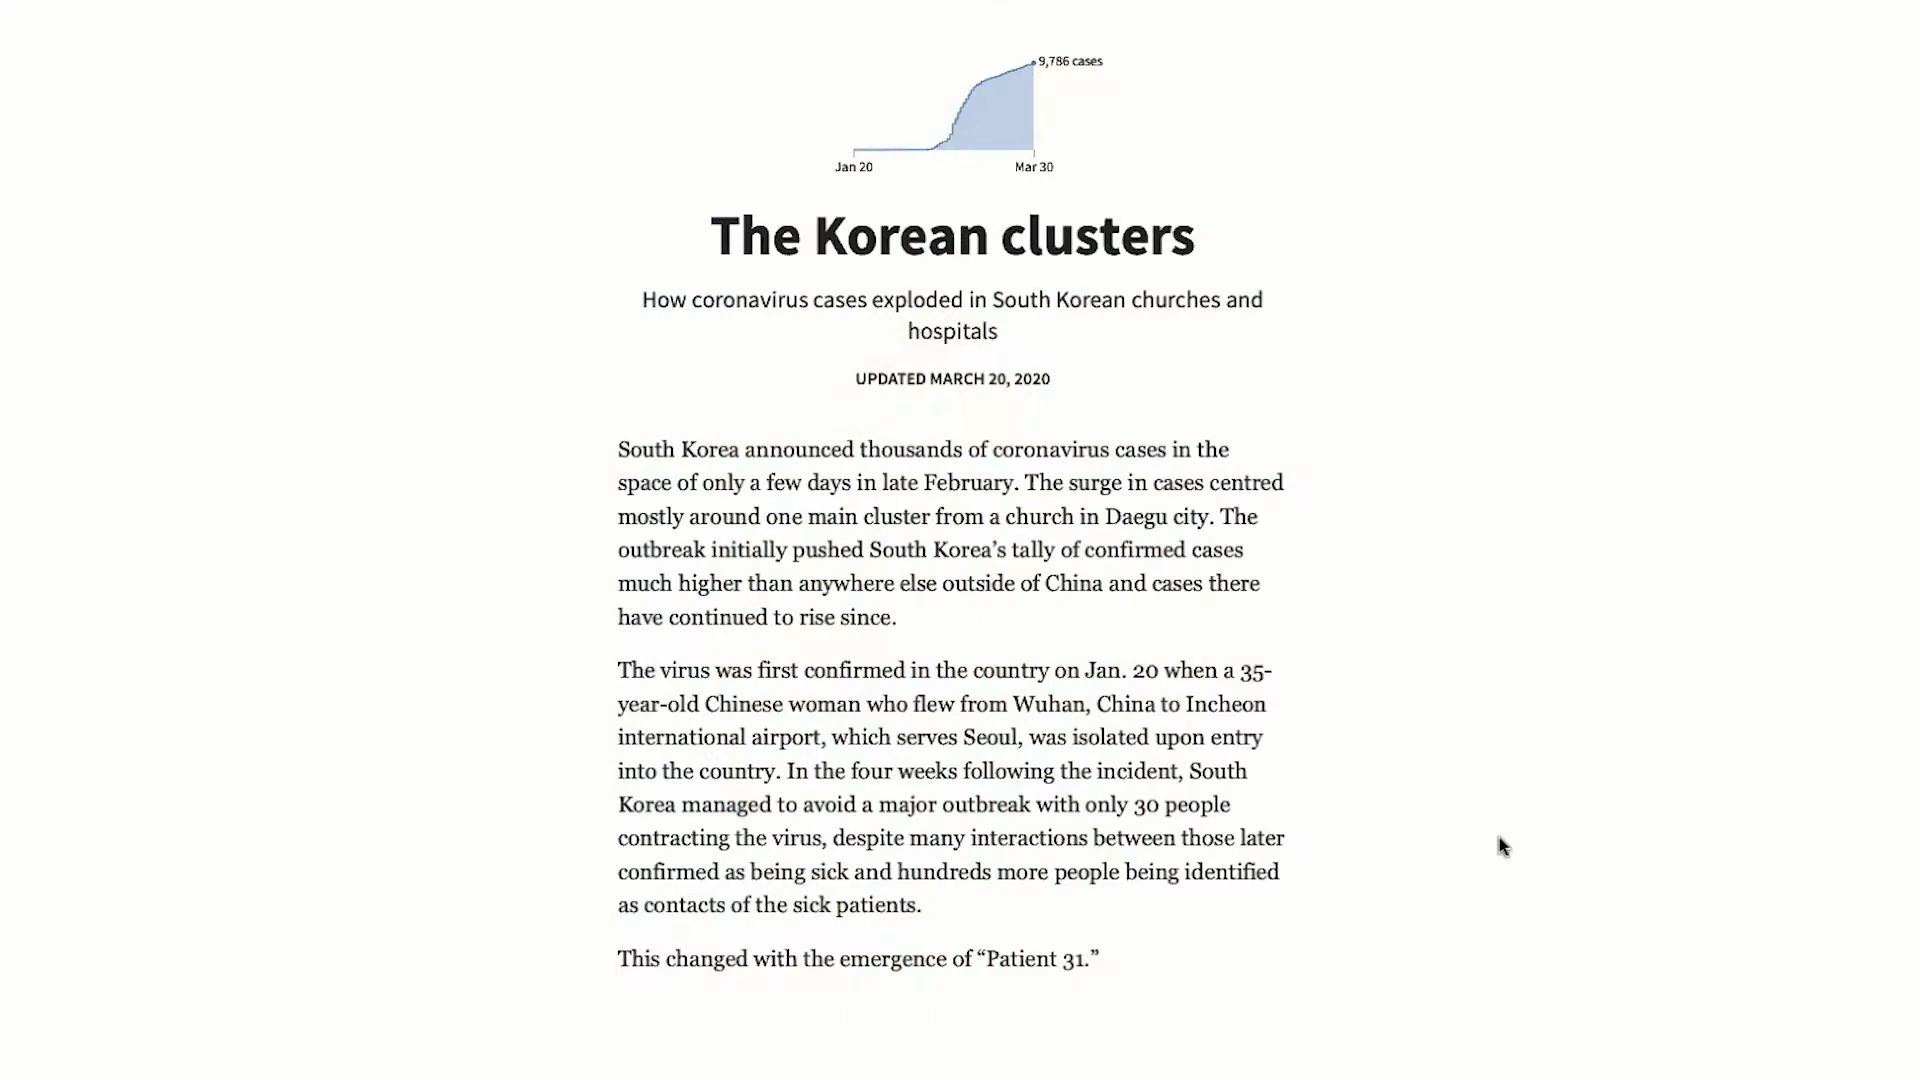 9,786 cases
Jan 20
Mar 30
The Korean clusters
How coronavirus cases exploded in South Korean churches and
hospitals
UPDATED MARCH 20, 2020
South Korea announced thousands of coronavirus cases in the
space of only a few days in late February. The surge in cases centred
mostly around one main cluster from a church in Daegu city. The
outbreak initially pushed South Korea’s tally of confirmed cases
much higher than anywhere else outside of China and cases there
have continued to rise since.
The virus was first confirmed in the country on Jan. 20 when a 35-
year-old Chinese woman who flew from Wuhan, China to Incheon
international airport, which serves Seoul, was isolated upon entry
into the country. In the four weeks following the incident, South
Korea managed to avoid a major outbreak with only 30 people
contracting the virus, despite many interactions between those later
confirmed as being sick and hundreds more people being identified
as contacts of the sick patients.
This changed with the emergence of “Patient 31.”